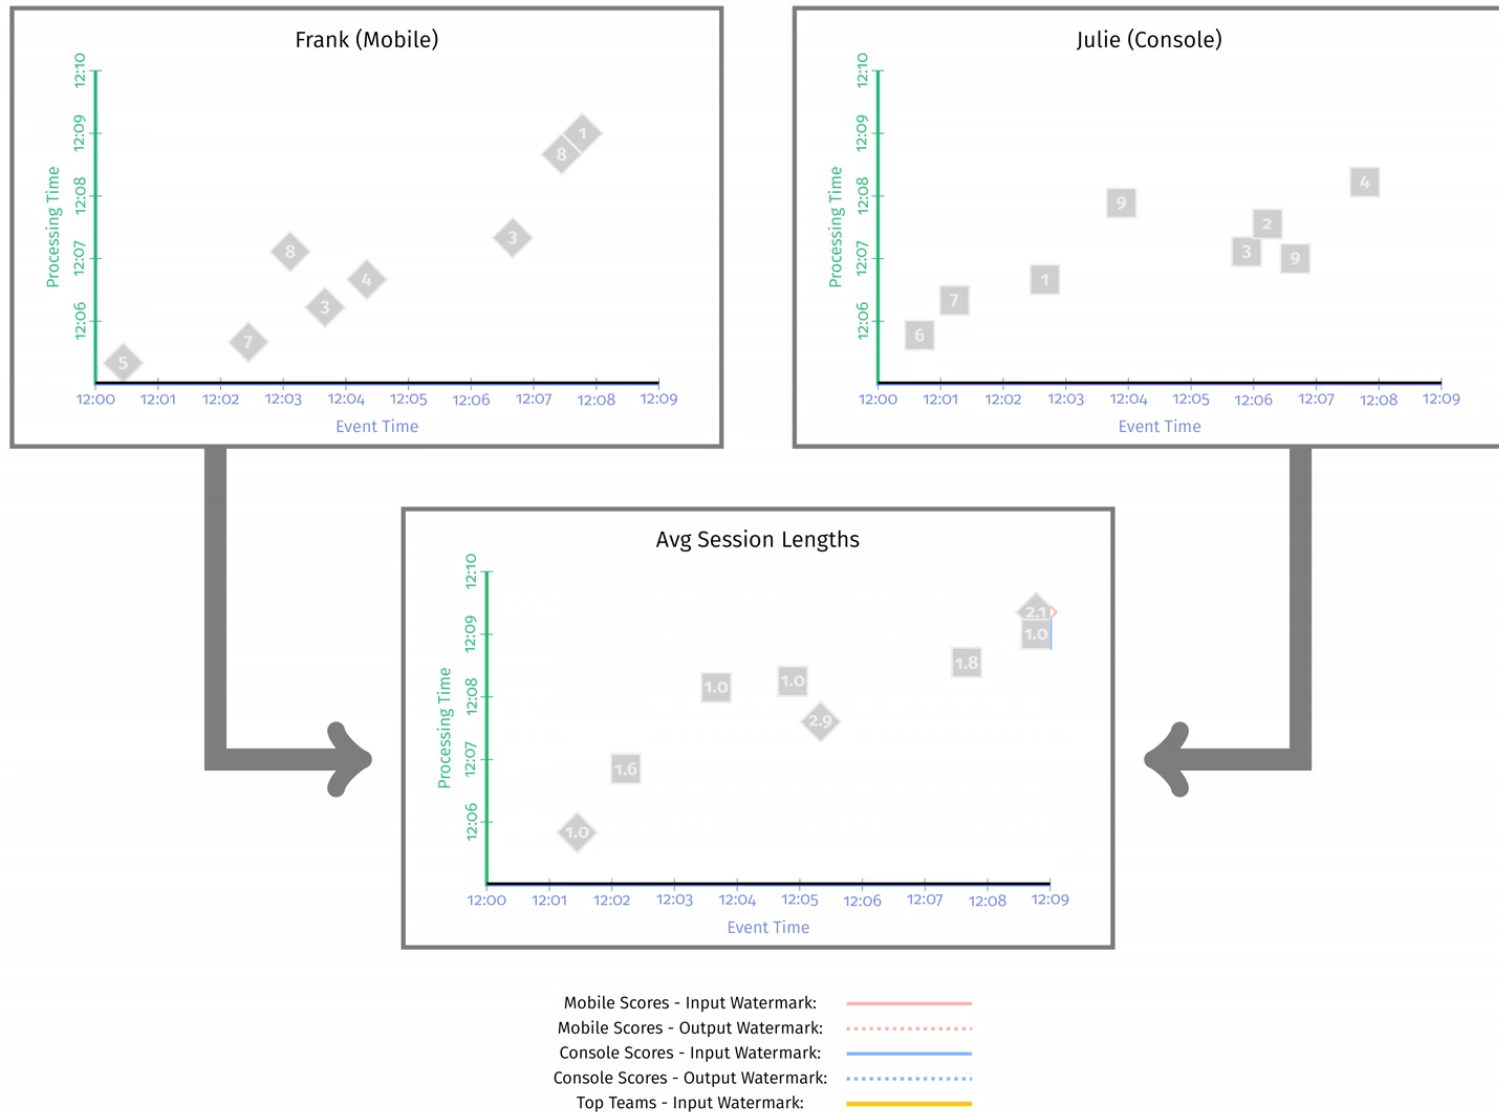 Frank (Mobile)
Processing Time
12:10
12:09
12:08
12:07
12:06
1
8
8
3
4
3
7
5
12:00 12:01 12:02 12:03 12:04 12:05 12:06 12:07 12:08 12:09
Event Time
Julie (Console)
Processing Time
12:10
12:09
12:08
12:07
12:06
4
9
2
3
9
1
7
6
12:00 12:01 12:02 12:03 12:04 12:05 12:06 12:07 12:08 12:09
Event Time
Avg Session Lengths
Processing Time
12:10
12:09
12:08
12:07
12:06
2.1
1.0
1.8
1.0
1.0
2.9
1.6
1.0
12:00 12:01 12:02 12:03 12:04 12:05 12:06 12:07 12:08 12:09
Event Time
Mobile Scores - Input Watermark:
Mobile Scores - Output Watermark:
Console Scores - Input Watermark:
Console Scores - Output Watermark:
Top Teams - Input Watermark: